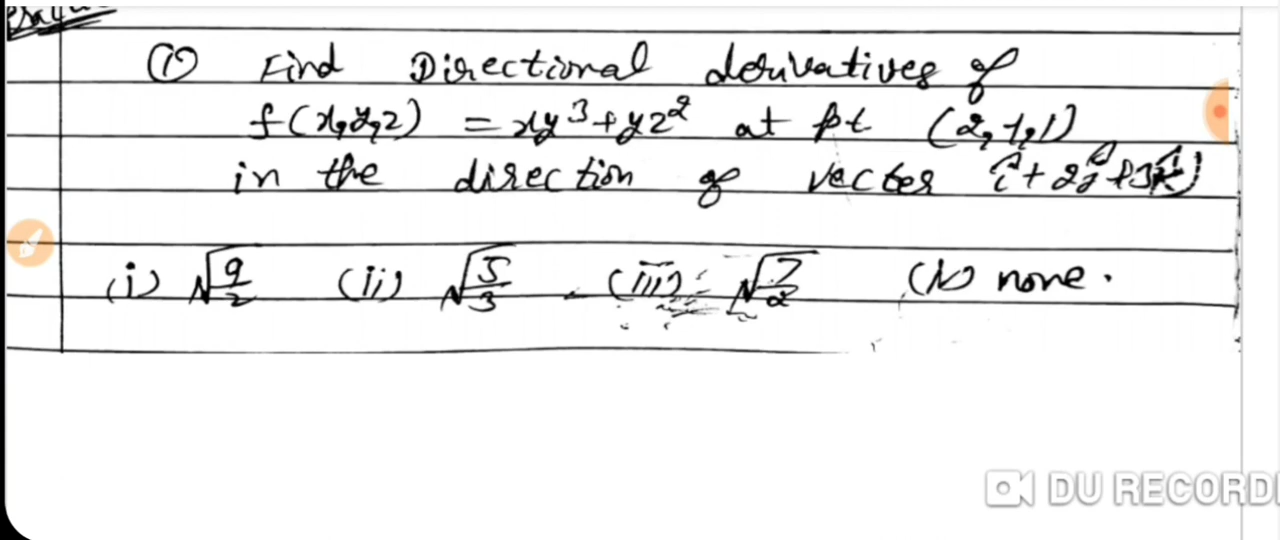 ① Find Directional derivatives of
f(x,y,z) = xy³+yz² at pt (2,-1,1)
in the direction of vector î+2ĵ+3k̂)
(i) √9/2 (ii) √5/3 (iii) √7/2 (iv) none.
DU RECORD